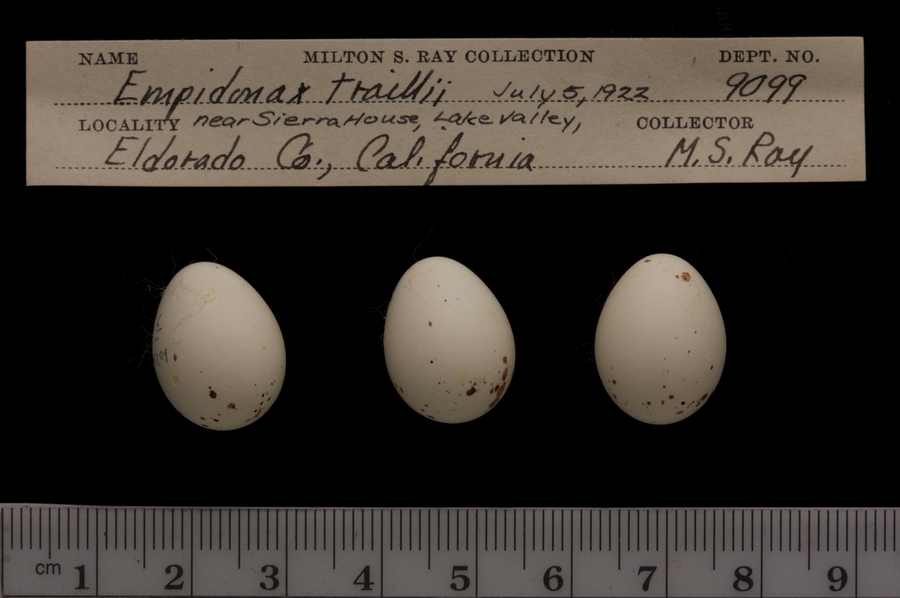 NAME MILTON S. RAY COLLECTION DEPT. NO.
Empidonax traillii July 5, 1922 9099
LOCALITY near Sierra House, Lake Valley, COLLECTOR
Eldorado Co., California M. S. Ray
cm 1 2 3 4 5 6 7 8 9